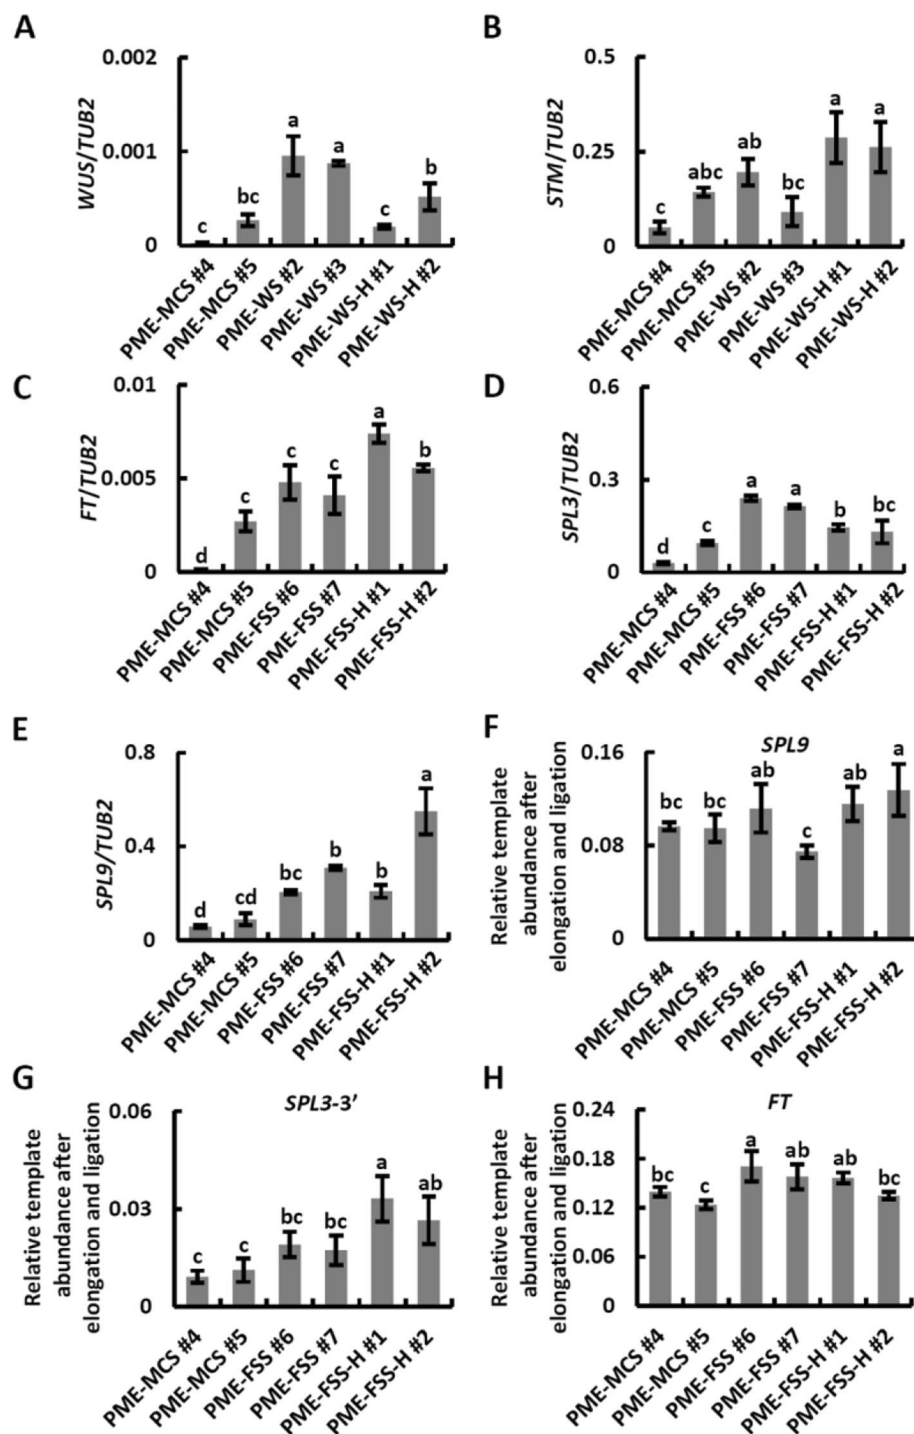 A
WUS/TUB2
0.002
0.001
0
c
bc
a
a
c
b
PME-MCS #4
PME-MCS #5
PME-WS #2
PME-WS #3
PME-WS-H #1
PME-WS-H #2
B
STM/TUB2
0.5
0.25
0
c
abc
ab
bc
a
a
PME-MCS #4
PME-MCS #5
PME-WS #2
PME-WS #3
PME-WS-H #1
PME-WS-H #2
C
FT/TUB2
0.01
0.005
0
d
c
c
c
a
b
PME-MCS #4
PME-MCS #5
PME-FSS #6
PME-FSS #7
PME-FSS-H #1
PME-FSS-H #2
D
SPL3/TUB2
0.6
0.3
0
d
c
a
a
b
bc
PME-MCS #4
PME-MCS #5
PME-FSS #6
PME-FSS #7
PME-FSS-H #1
PME-FSS-H #2
E
SPL9/TUB2
0.8
0.4
0
d
cd
bc
b
b
a
PME-MCS #4
PME-MCS #5
PME-FSS #6
PME-FSS #7
PME-FSS-H #1
PME-FSS-H #2
F
SPL9
Relative template
abundance after
elongation and ligation
0.16
0.08
0
bc
bc
ab
c
ab
a
PME-MCS #4
PME-MCS #5
PME-FSS #6
PME-FSS #7
PME-FSS-H #1
PME-FSS-H #2
G
SPL3-3′
Relative template
abundance after
elongation and ligation
0.06
0.03
0
c
c
bc
bc
a
ab
PME-MCS #4
PME-MCS #5
PME-FSS #6
PME-FSS #7
PME-FSS-H #1
PME-FSS-H #2
H
FT
Relative template
abundance after
elongation and ligation
0.24
0.18
0.12
0.06
0
bc
c
a
ab
ab
bc
PME-MCS #4
PME-MCS #5
PME-FSS #6
PME-FSS #7
PME-FSS-H #1
PME-FSS-H #2